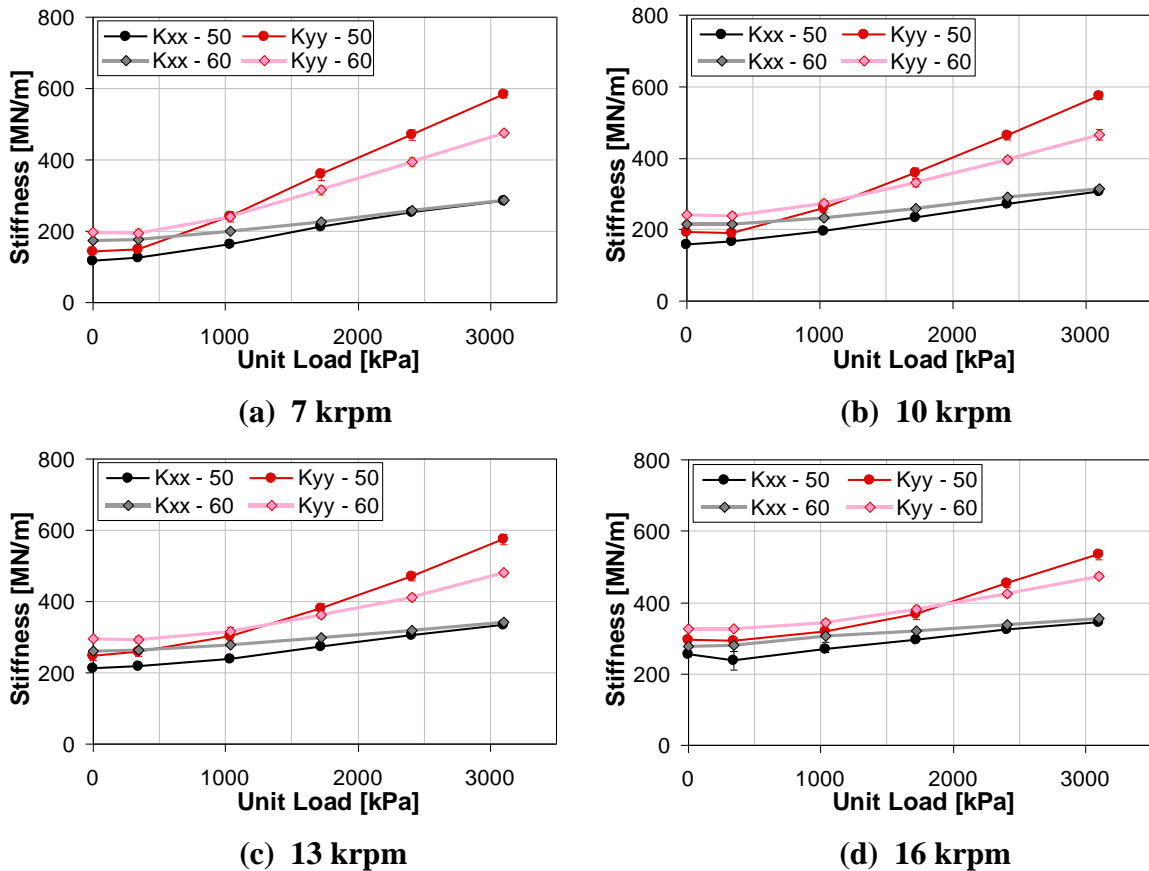 800
600
400
200
0
Stiffness [MN/m]
Kxx - 50 Kyy - 50
Kxx - 60 Kyy - 60
0 1000 2000 3000
Unit Load [kPa]
(a) 7 krpm
800
600
400
200
0
Stiffness [MN/m]
Kxx - 50 Kyy - 50
Kxx - 60 Kyy - 60
0 1000 2000 3000
Unit Load [kPa]
(b) 10 krpm
800
600
400
200
0
Stiffness [MN/m]
Kxx - 50 Kyy - 50
Kxx - 60 Kyy - 60
0 1000 2000 3000
Unit Load [kPa]
(c) 13 krpm
800
600
400
200
0
Stiffness [MN/m]
Kxx - 50 Kyy - 50
Kxx - 60 Kyy - 60
0 1000 2000 3000
Unit Load [kPa]
(d) 16 krpm